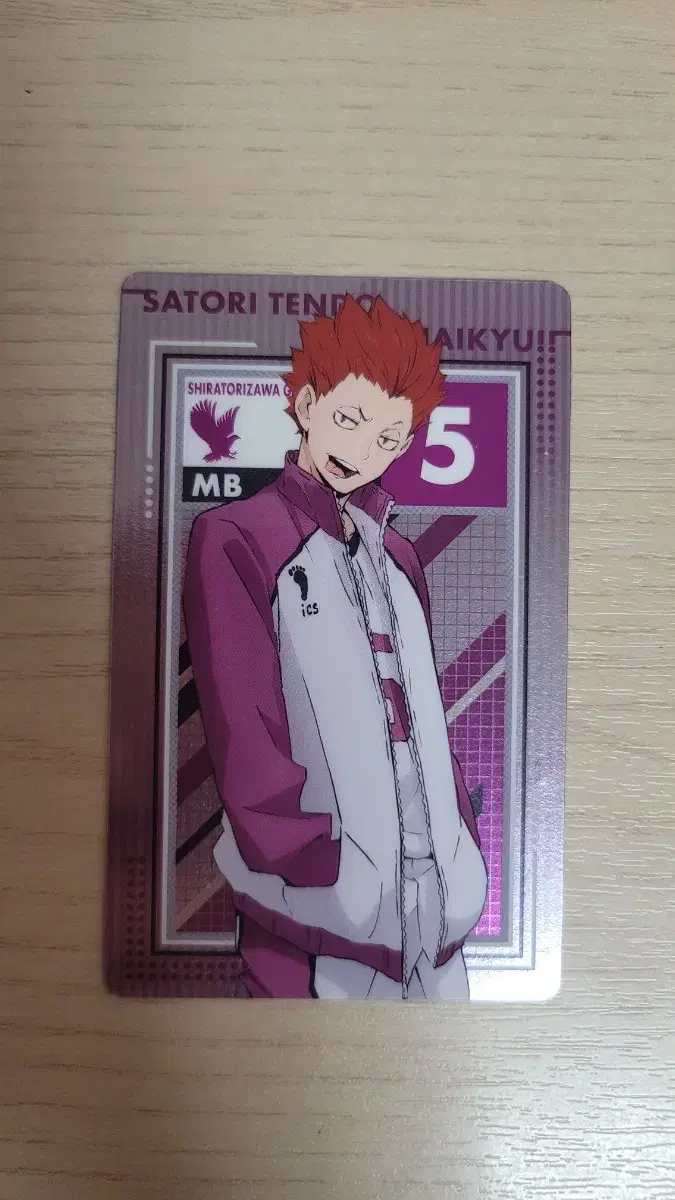 SATORI TENDO
HAIKYU!!
SHIRATORIZAWA G
5
MB
ics